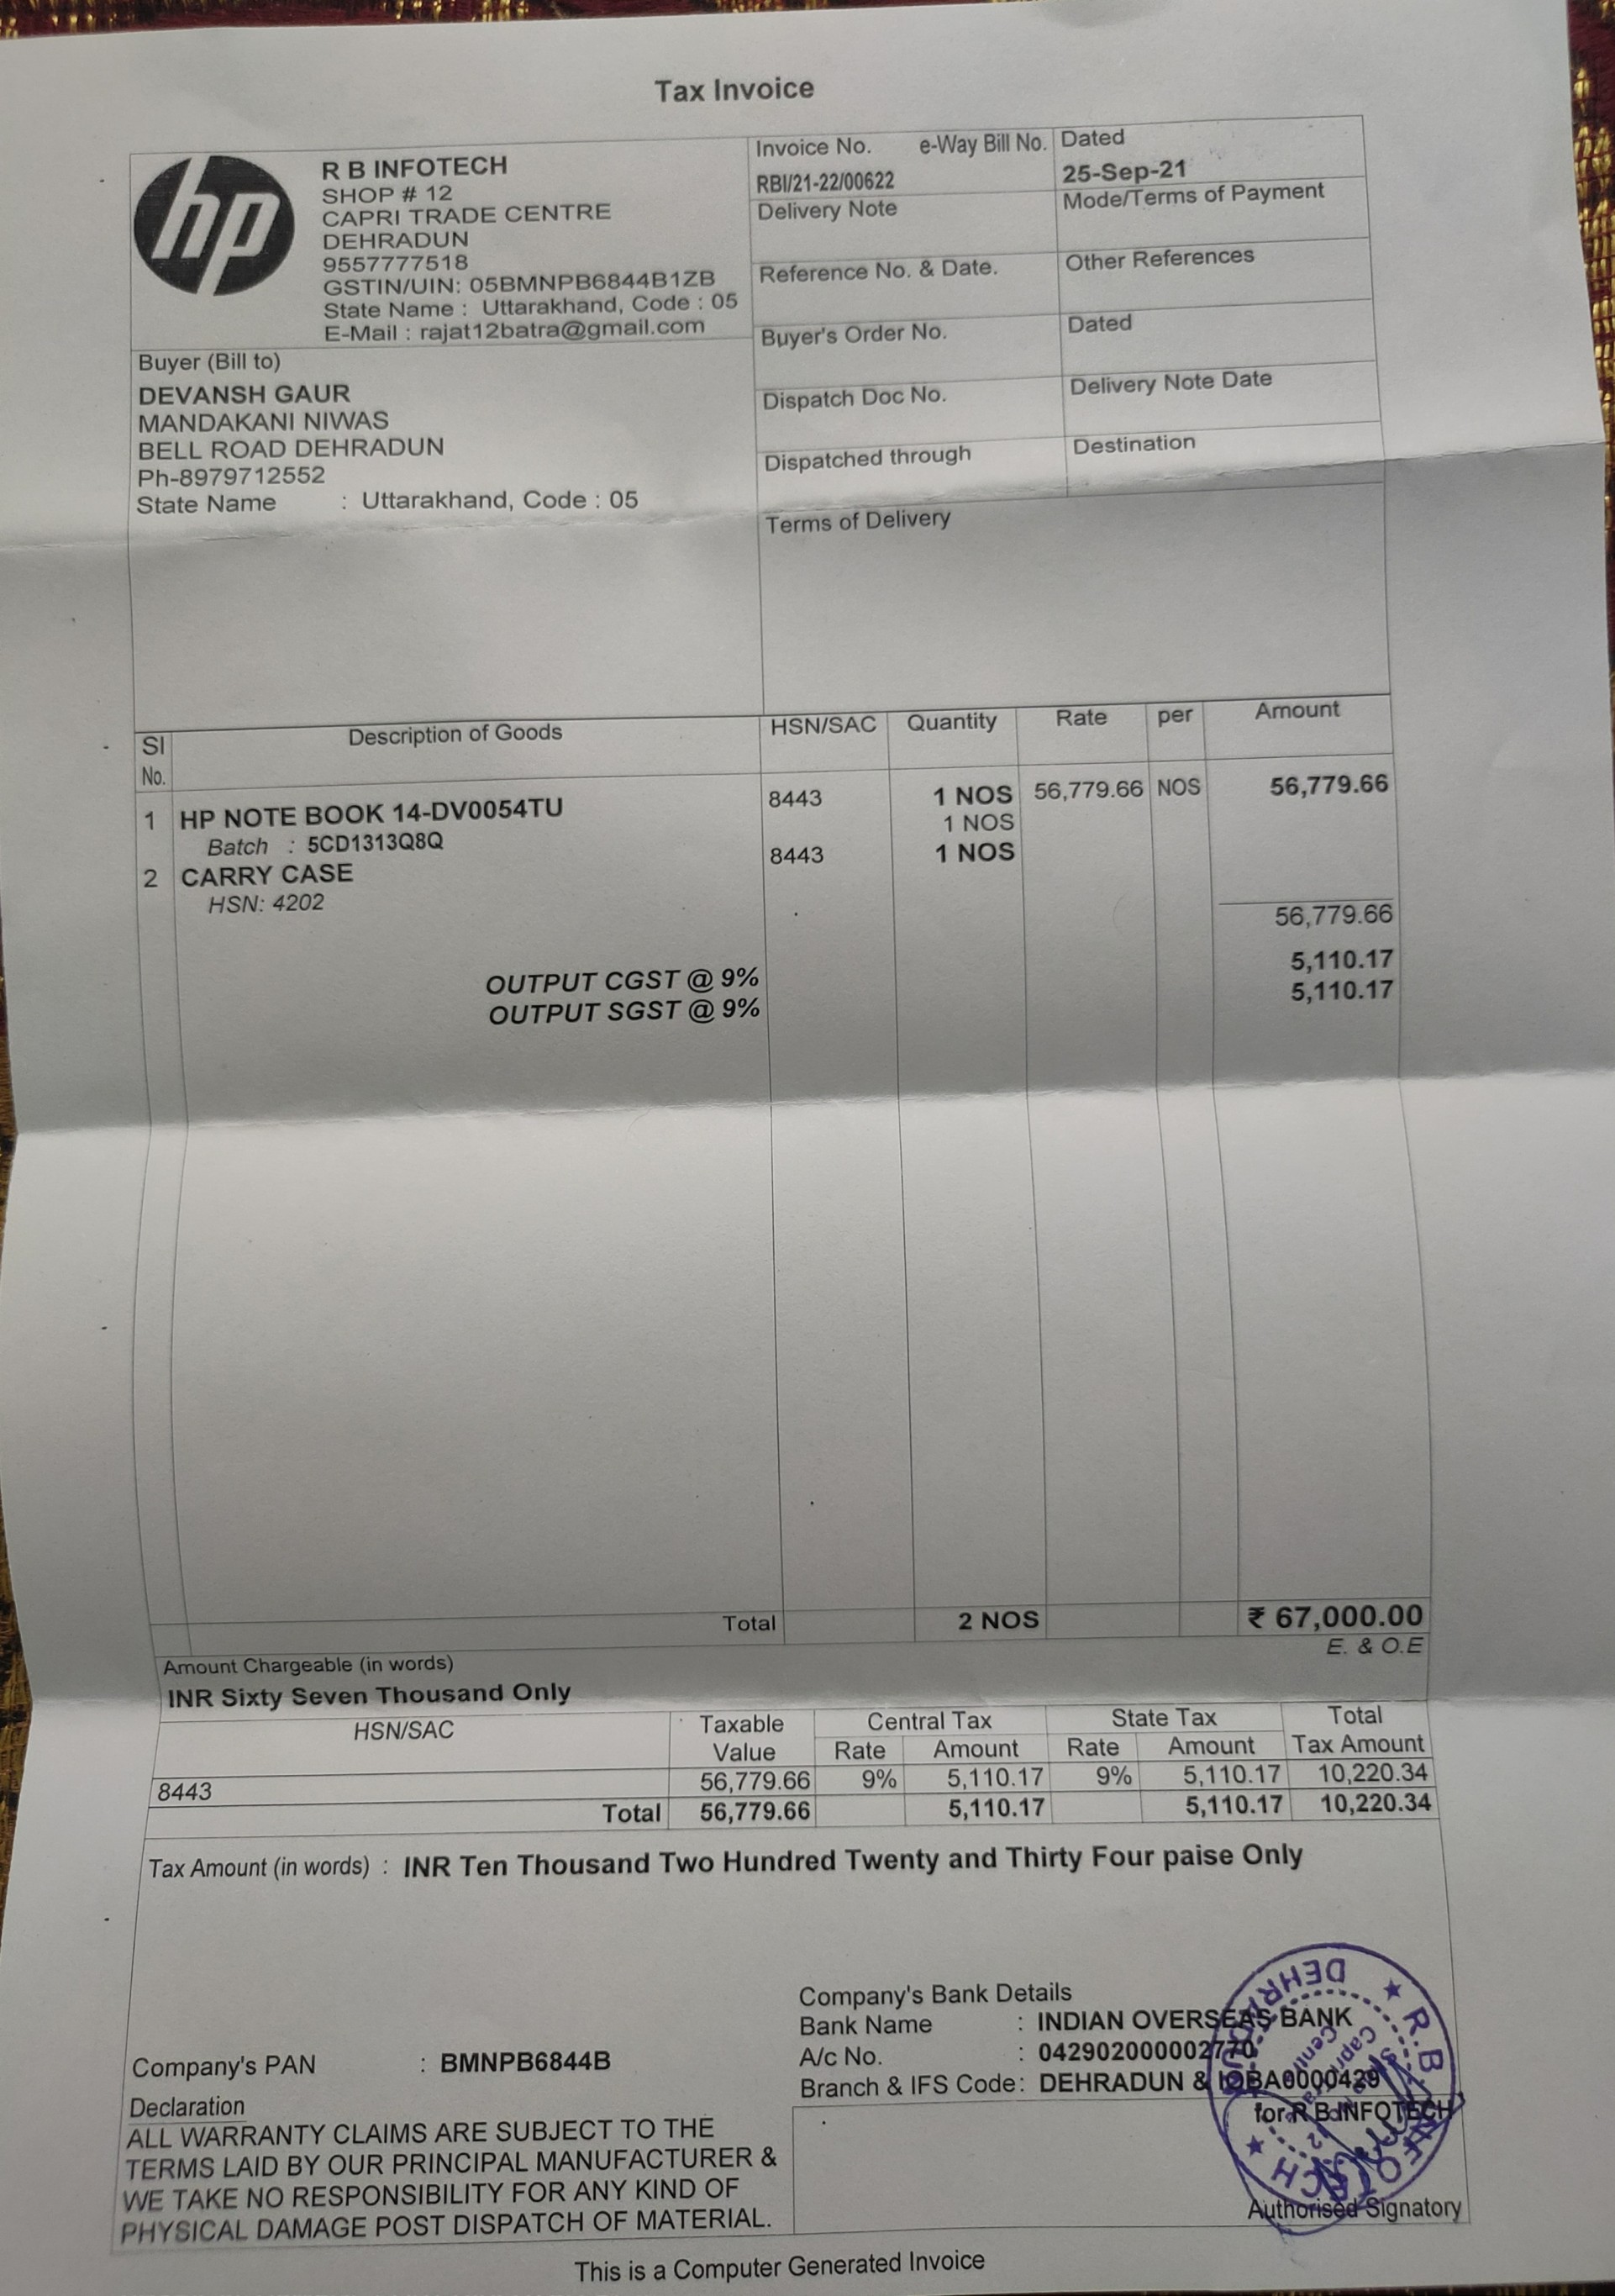 Tax Invoice
hp
R B INFOTECH
SHOP # 12
CAPRI TRADE CENTRE
DEHRADUN
9557777518
GSTIN/UIN: 05BMNPB6844B1ZB
State Name : Uttarakhand, Code : 05
E-Mail : rajat12batra@gmail.com
Invoice No. e-Way Bill No. Dated
RBI/21-22/00622 25-Sep-21
Delivery Note Mode/Terms of Payment
Reference No. & Date. Other References
Buyer's Order No. Dated
Dispatch Doc No. Delivery Note Date
Dispatched through Destination
Terms of Delivery
Buyer (Bill to)
DEVANSH GAUR
MANDAKANI NIWAS
BELL ROAD DEHRADUN
Ph-8979712552
State Name : Uttarakhand, Code : 05
SI No. Description of Goods HSN/SAC Quantity Rate per Amount
1 HP NOTE BOOK 14-DV0054TU 8443 1 NOS 56,779.66 NOS 56,779.66
Batch : 5CD1313Q8Q 1 NOS
2 CARRY CASE 8443 1 NOS
HSN: 4202
56,779.66
OUTPUT CGST @ 9% 5,110.17
OUTPUT SGST @ 9% 5,110.17
Total 2 NOS ₹ 67,000.00
E. & O.E
Amount Chargeable (in words)
INR Sixty Seven Thousand Only
HSN/SAC Taxable Value Central Tax State Tax Total Tax Amount
Rate Amount Rate Amount
8443 56,779.66 9% 5,110.17 9% 5,110.17 10,220.34
Total 56,779.66 5,110.17 5,110.17 10,220.34
Tax Amount (in words) : INR Ten Thousand Two Hundred Twenty and Thirty Four paise Only
Company's Bank Details
Bank Name : INDIAN OVERSEAS BANK
A/c No. : 042902000002770
Branch & IFS Code : DEHRADUN & IOBA0000429
Company's PAN : BMNPB6844B
Declaration
ALL WARRANTY CLAIMS ARE SUBJECT TO THE
TERMS LAID BY OUR PRINCIPAL MANUFACTURER &
WE TAKE NO RESPONSIBILITY FOR ANY KIND OF
PHYSICAL DAMAGE POST DISPATCH OF MATERIAL.
for R B INFOTECH
Authorised Signatory
R.B. INFOTECH
DEHRADUN
This is a Computer Generated Invoice